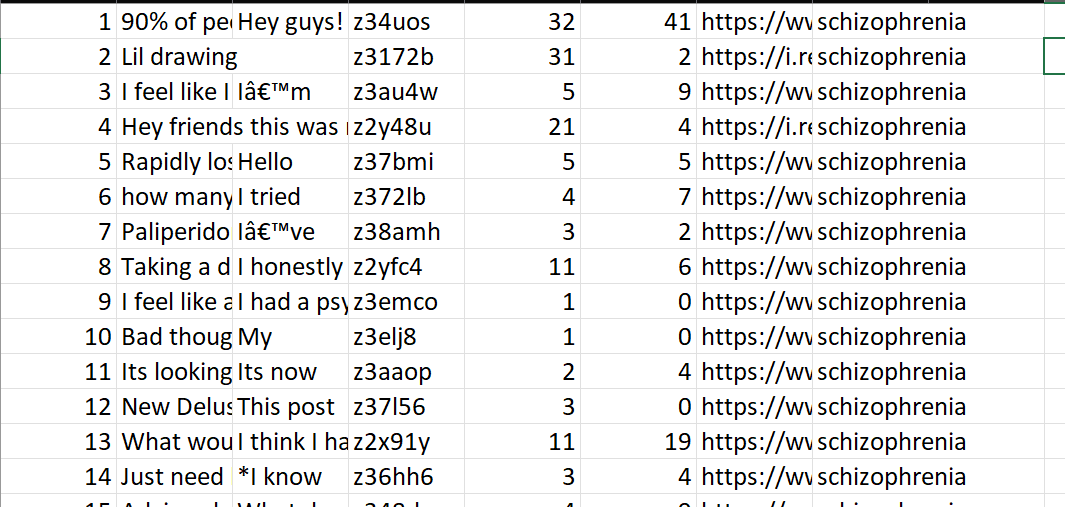 1 90% of pec Hey guys! z34uos 32 41 https://wv schizophrenia
2 Lil drawing z3172b 31 2 https://i.re schizophrenia
3 I feel like I Iâ€™m z3au4w 5 9 https://wv schizophrenia
4 Hey friends this was z2y48u 21 4 https://i.re schizophrenia
5 Rapidly los Hello z37bmi 5 5 https://wv schizophrenia
6 how many I tried z372lb 4 7 https://wv schizophrenia
7 Paliperido Iâ€™ve z38amh 3 2 https://wv schizophrenia
8 Taking a d I honestly z2yfc4 11 6 https://wv schizophrenia
9 I feel like a I had a psy z3emco 1 0 https://wv schizophrenia
10 Bad thoug My z3elj8 1 0 https://wv schizophrenia
11 Its looking Its now z3aaop 2 4 https://wv schizophrenia
12 New Delus This post z37l56 3 0 https://wv schizophrenia
13 What wou I think I ha z2x91y 11 19 https://wv schizophrenia
14 Just need *I know z36hh6 3 4 https://wv schizophrenia